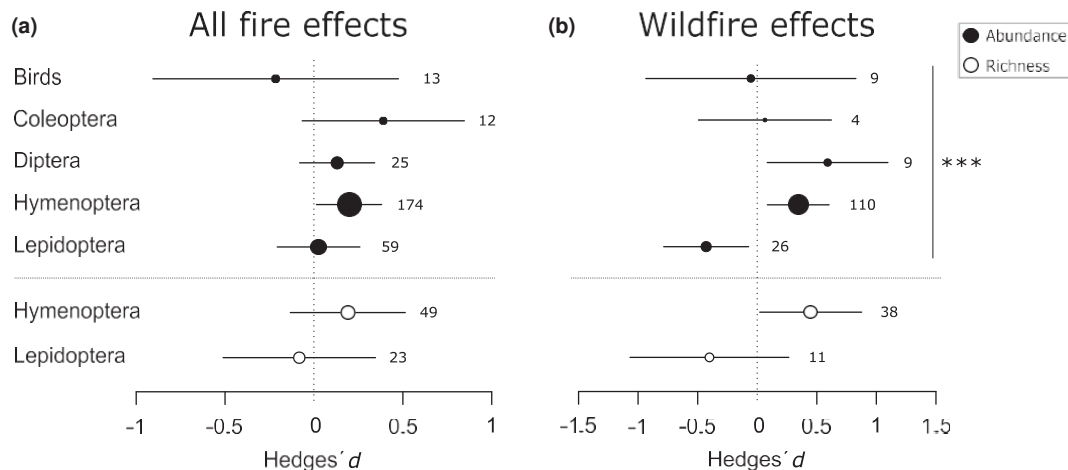 (a) All fire effects
Birds 13
Coleoptera 12
Diptera 25
Hymenoptera 174
Lepidoptera 59
Hymenoptera 49
Lepidoptera 23
-1 -0.5 0 0.5 1
Hedges´ d
(b) Wildfire effects
9
4
9
110
26
***
38
11
-1.5 -1 -0.5 0 0.5 1 1.5
Hedges´ d
Abundance
Richness